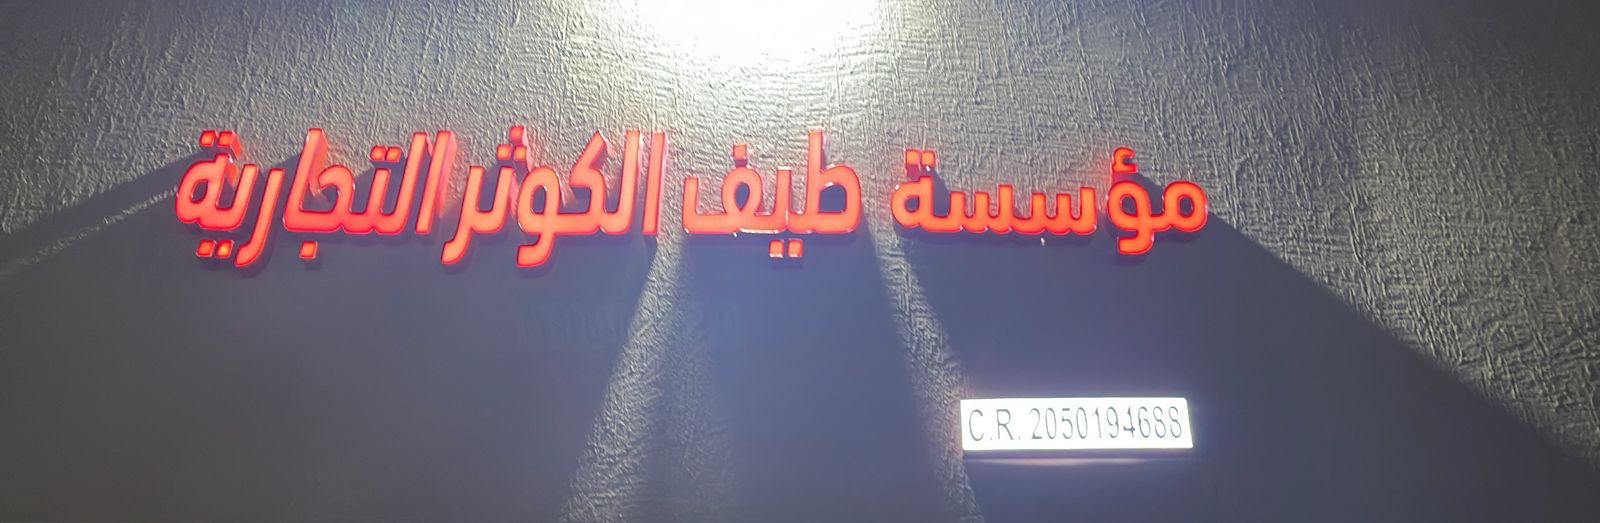 مؤسسة طيف الكوثر التجارية
C.R. 2050194688